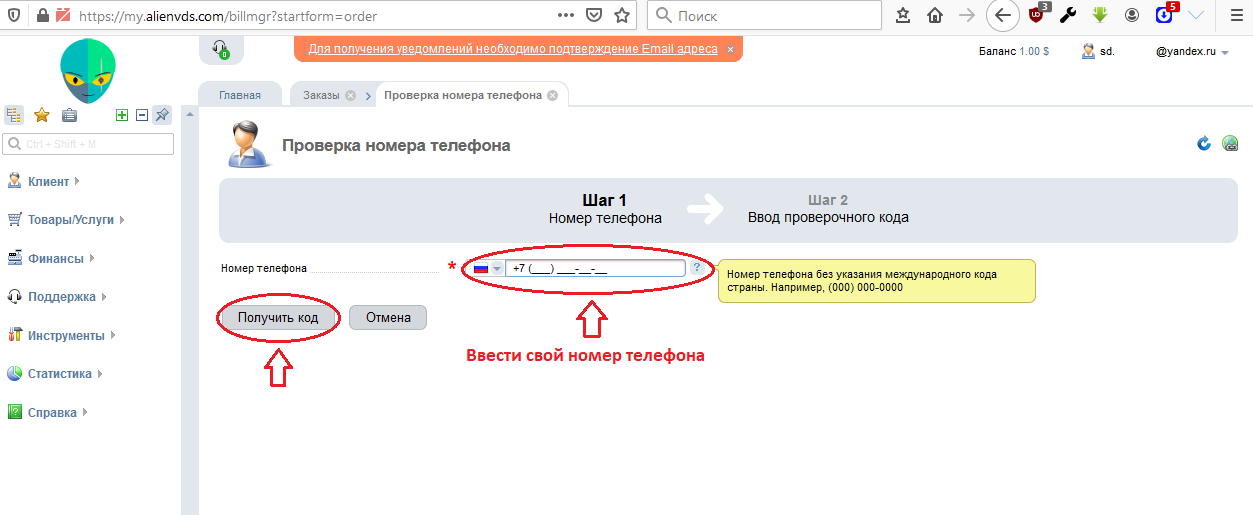 https://my.alienvds.com/billmgr?startform=order
Поиск
3
5
0
Для получения уведомлений необходимо подтверждение Email адреса ×
Баланс 1.00 $
sd.
@yandex.ru
Главная
Заказы
Проверка номера телефона
Ctrl + Shift + M
Проверка номера телефона
Клиент
Товары/Услуги
Финансы
Поддержка
Инструменты
Статистика
Справка
Шаг 1
Номер телефона
Шаг 2
Ввод проверочного кода
Номер телефона * +7 (___) ___-__-__ ?
Номер телефона без указания международного кода
страны. Например, (000) 000-0000
Получить код
Отмена
Ввести свой номер телефона